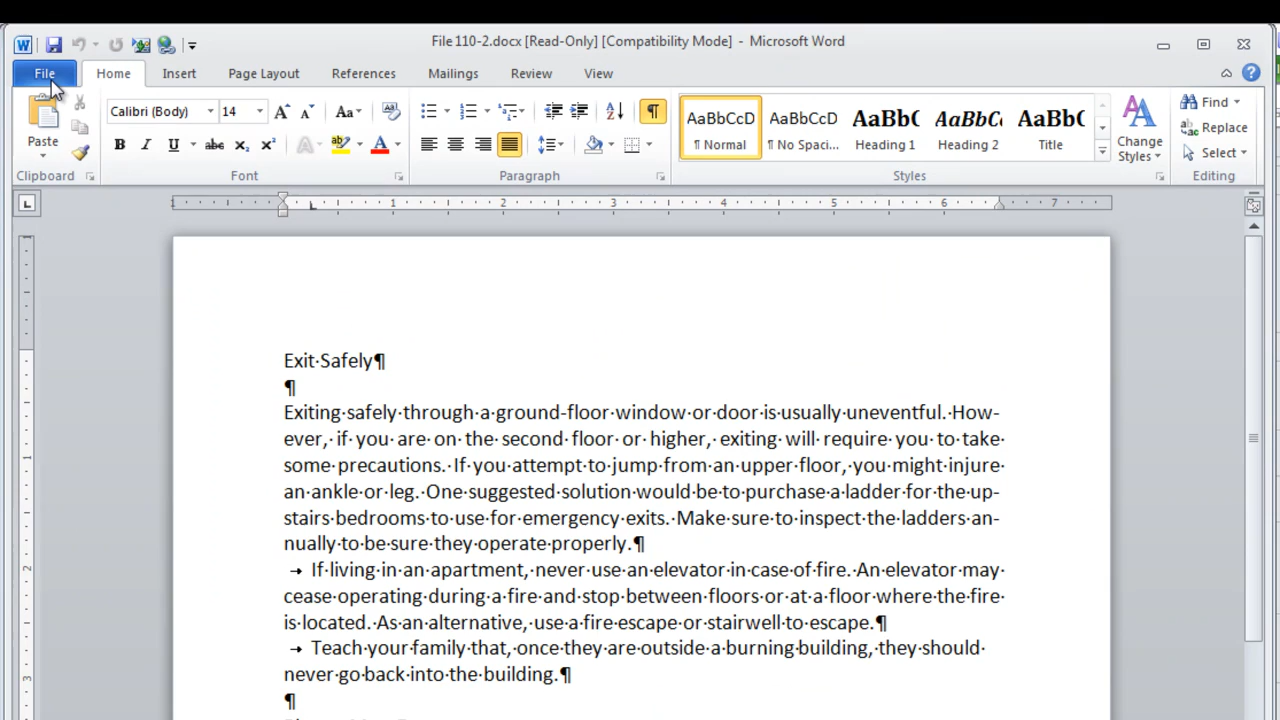 File 110-2.docx [Read-Only] [Compatibility Mode] - Microsoft Word
File Home Insert Page Layout References Mailings Review View
Calibri (Body) 14 AaBbCcD AaBbCcD AaBbC AaBbCc AaBbC Find
Paste ¶ Normal ¶ No Spaci... Heading 1 Heading 2 Title Change Styles Replace
Select
Clipboard Font Paragraph Styles Editing
1 1 2 3 4 5 6 7
Exit·Safely¶
¶
Exiting·safely·through·a·ground-floor·window·or·door·is·usually·uneventful.·How-
ever,·if·you·are·on·the·second·floor·or·higher,·exiting·will·require·you·to·take·
some·precautions.·If·you·attempt·to·jump·from·an·upper·floor,·you·might·injure·
an·ankle·or·leg.·One·suggested·solution·would·be·to·purchase·a·ladder·for·the·up-
stairs·bedrooms·to·use·for·emergency·exits.·Make·sure·to·inspect·the·ladders·an-
nually·to·be·sure·they·operate·properly.¶
→ If·living·in·an·apartment,·never·use·an·elevator·in·case·of·fire.·An·elevator·may·
cease·operating·during·a·fire·and·stop·between·floors·or·at·a·floor·where·the·fire·
is·located.·As·an·alternative,·use·a·fire·escape·or·stairwell·to·escape.¶
→ Teach·your·family·that,·once·they·are·outside·a·burning·building,·they·should·
never·go·back·into·the·building.¶
¶